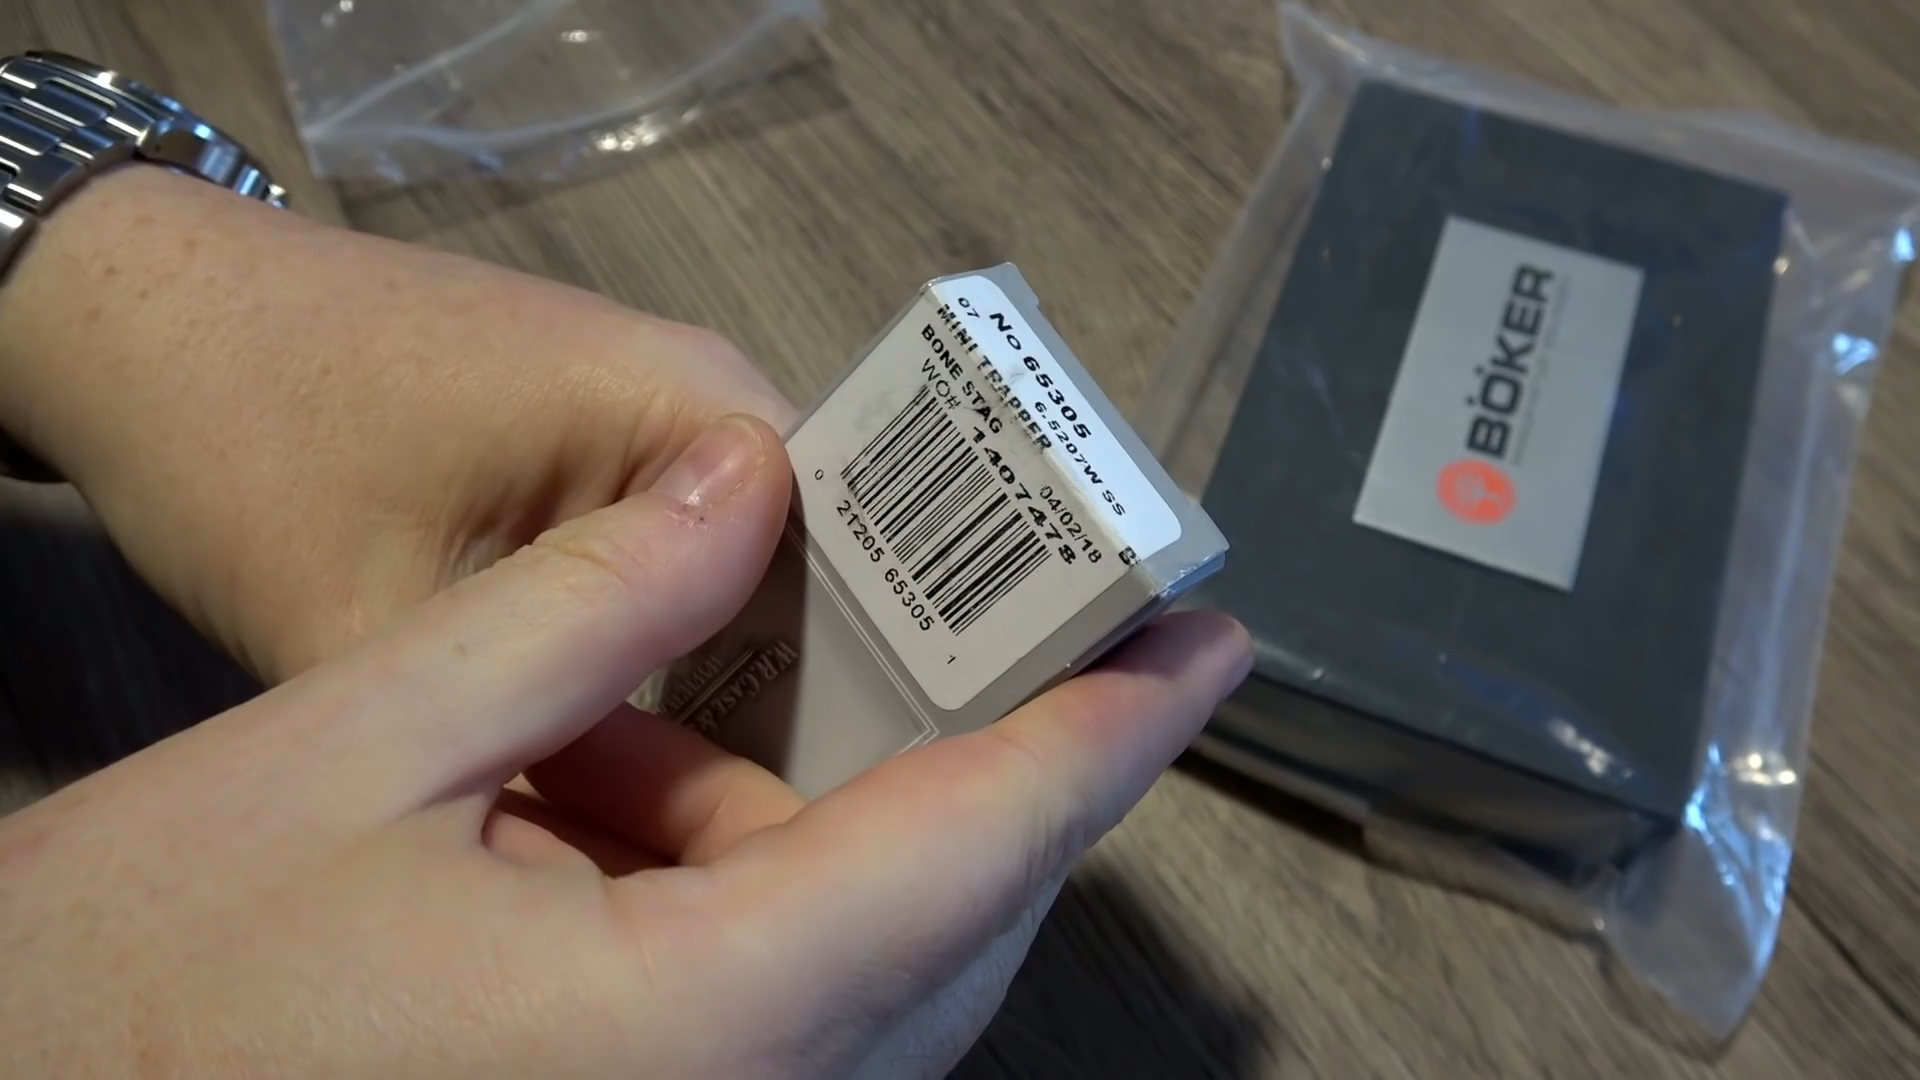 No 65305
07 6.5207W SS
MINI TRAPPER
BONE STAG 04/02/18
WO# 1407478
0 21205 65305 1
W.R. CASE &
BÖKER